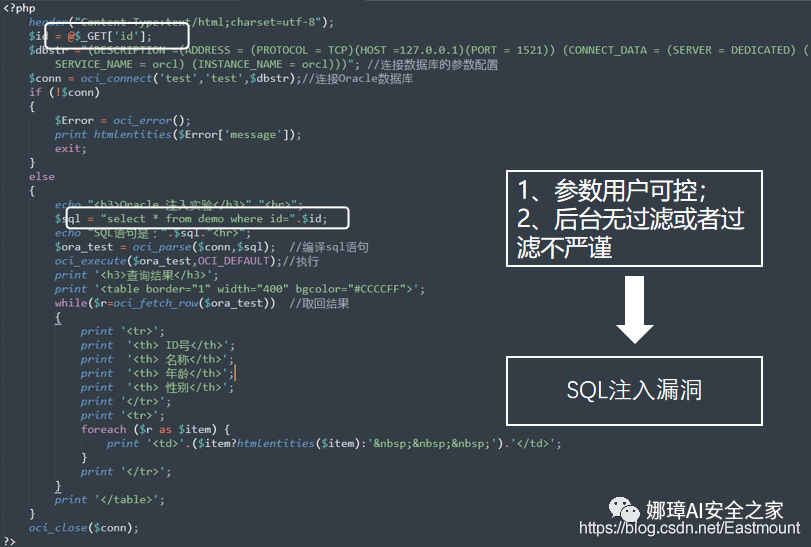 <?php
header("Content-Type:text/html;charset=utf-8");
$id = @$_GET['id'];
$dbstr ="(DESCRIPTION =(ADDRESS = (PROTOCOL = TCP)(HOST =127.0.0.1)(PORT = 1521)) (CONNECT_DATA = (SERVER = DEDICATED) (
SERVICE_NAME = orcl) (INSTANCE_NAME = orcl)))"; //连接数据库的参数配置
$conn = oci_connect('test','test',$dbstr);//连接Oracle数据库
if (!$conn)
{
$Error = oci_error();
print htmlentities($Error['message']);
exit;
}
else
{
echo "<h3>Oracle 注入实验</h3>"."<hr>";
$sql = "select * from demo where id=".$id;
echo "SQL语句是：".$sql."<hr>";
$ora_test = oci_parse($conn,$sql);  //编译sql语句
oci_execute($ora_test,OCI_DEFAULT);//执行
print '<h3>查询结果</h3>';
print '<table border="1" width="400" bgcolor="#CCCCFF">';
while($r=oci_fetch_row($ora_test))  //取回结果
{
print '<tr>';
print  '<th> ID号</th>';
print  '<th> 名称</th>';
print  '<th> 年龄</th>';
print  '<th> 性别</th>';
print '</tr>';
print '<tr>';
foreach ($r as $item) {
print '<td>'.($item?htmlentities($item):'&nbsp;&nbsp;&nbsp;').'</td>';
}
print '</tr>';
}
print '</table>';
}
oci_close($conn);
?>
1、参数用户可控；
2、后台无过滤或者过
滤不严谨
SQL注入漏洞
娜璋AI安全之家
https://blog.csdn.net/Eastmount